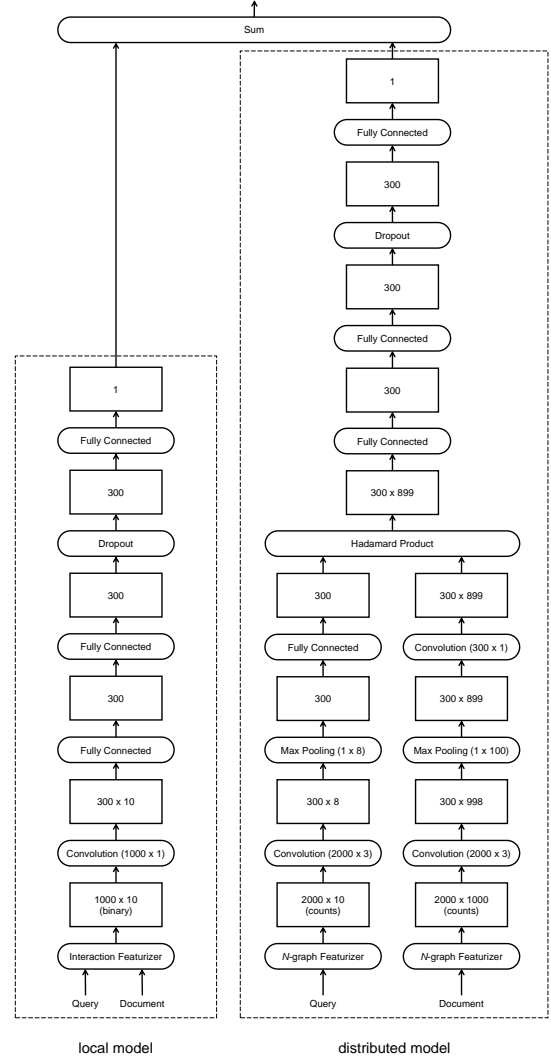 Sum
1
Fully Connected
300
Dropout
300
Fully Connected
300
Fully Connected
300 x 899
Hadamard Product
300
300 x 899
Fully Connected
Convolution (300 x 1)
300
300 x 899
Max Pooling (1 x 8)
Max Pooling (1 x 100)
300 x 8
300 x 998
Convolution (2000 x 3)
Convolution (2000 x 3)
2000 x 10
(counts)
2000 x 1000
(counts)
N-graph Featurizer
N-graph Featurizer
Query
Document
distributed model
1
Fully Connected
300
Dropout
300
Fully Connected
300
Fully Connected
300 x 10
Convolution (1000 x 1)
1000 x 10
(binary)
Interaction Featurizer
Query
Document
local model